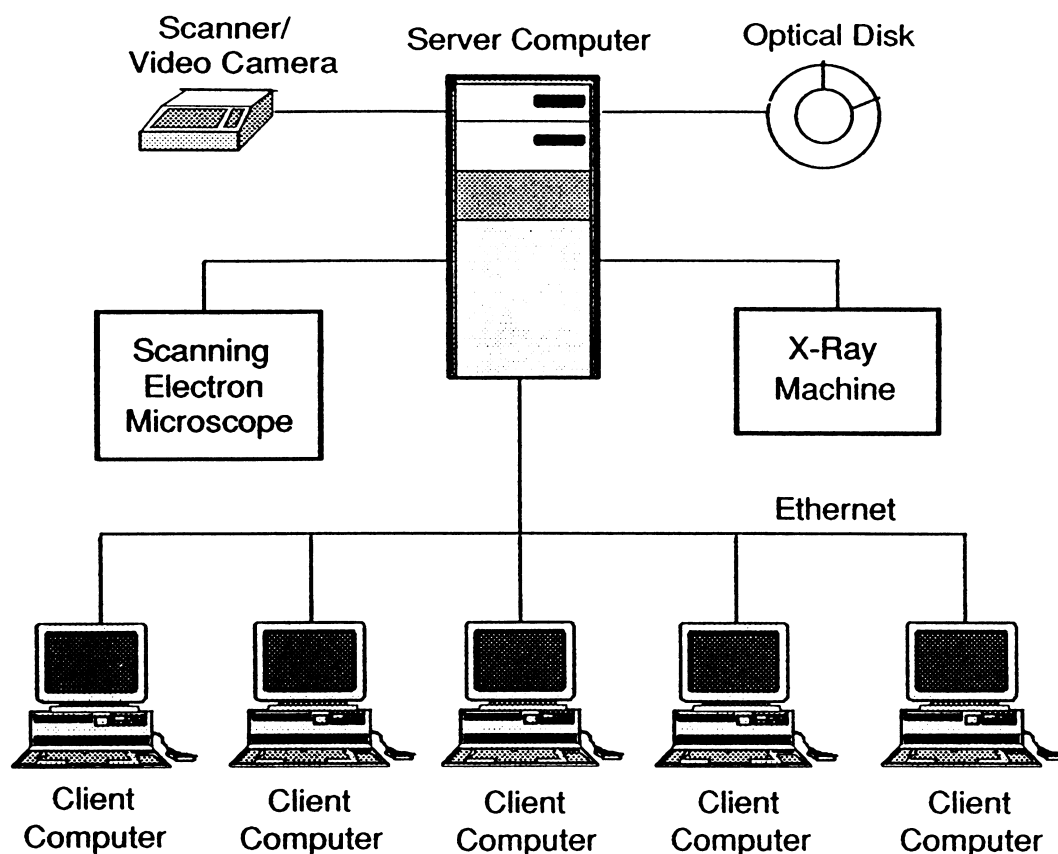 Scanner/
Video Camera
Server Computer
Optical Disk
Scanning
Electron
Microscope
X-Ray
Machine
Ethernet
Client
Computer
Client
Computer
Client
Computer
Client
Computer
Client
Computer